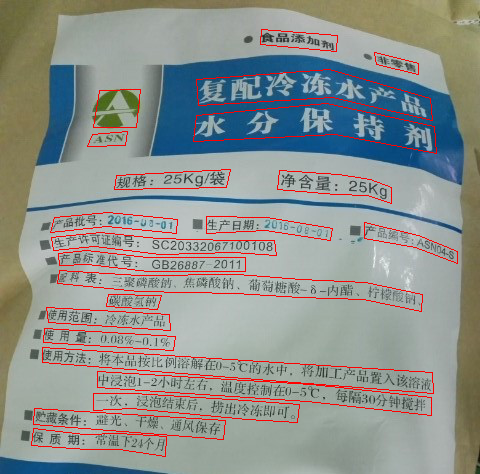 食品添加剂
非零售
复配冷冻水产品
水分保持剂
A
ASN
规格：25Kg/袋
净含量：25Kg
产品批号：2016-08-01
生产日期：2016-08-01
产品编号：ASN04-S
生产许可证编号：SC20332067100108
产品标准代号：GB26887-2011
配料表：三聚磷酸钠、焦磷酸钠、葡萄糖酸-δ-内酯、柠檬酸钠、
碳酸氢钠
使用范围：冷冻水产品
使用量：0.08%-0.1%
使用方法：将本品按比例溶解在0-5℃的水中，将加工产品置入该溶液
中浸泡1-2小时左右，温度控制在0-5℃，每隔30分钟搅拌
一次，浸泡结束后，捞出冷冻即可。
贮藏条件：避光、干燥、通风保存
保质期：常温下24个月